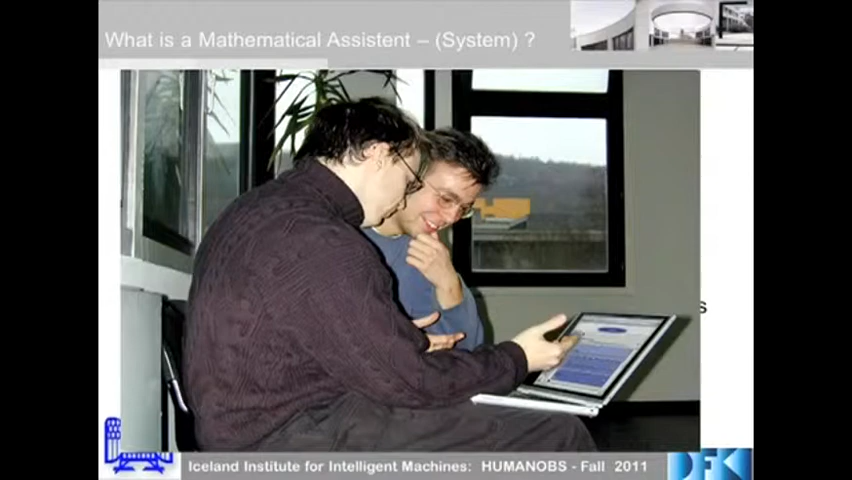 What is a Mathematical Assistent – (System) ?
s
Iceland Institute for Intelligent Machines: HUMANOBS - Fall 2011
DFKI